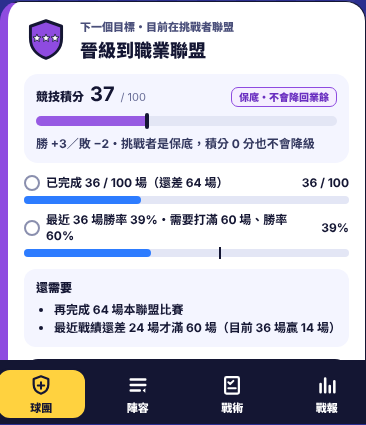 下一個目標・目前在挑戰者聯盟
晉級到職業聯盟
競技積分 37 / 100
保底・不會降回業餘
勝 +3／敗 −2・挑戰者是保底，積分 0 分也不會降級
已完成 36 / 100 場（還差 64 場）
36 / 100
最近 36 場勝率 39%・需要打滿 60 場、勝率
60%
39%
還需要
• 再完成 64 場本聯盟比賽
• 最近戰績還差 24 場才滿 60 場（目前 36 場贏 14 場）
球團
陣容
戰術
戰報